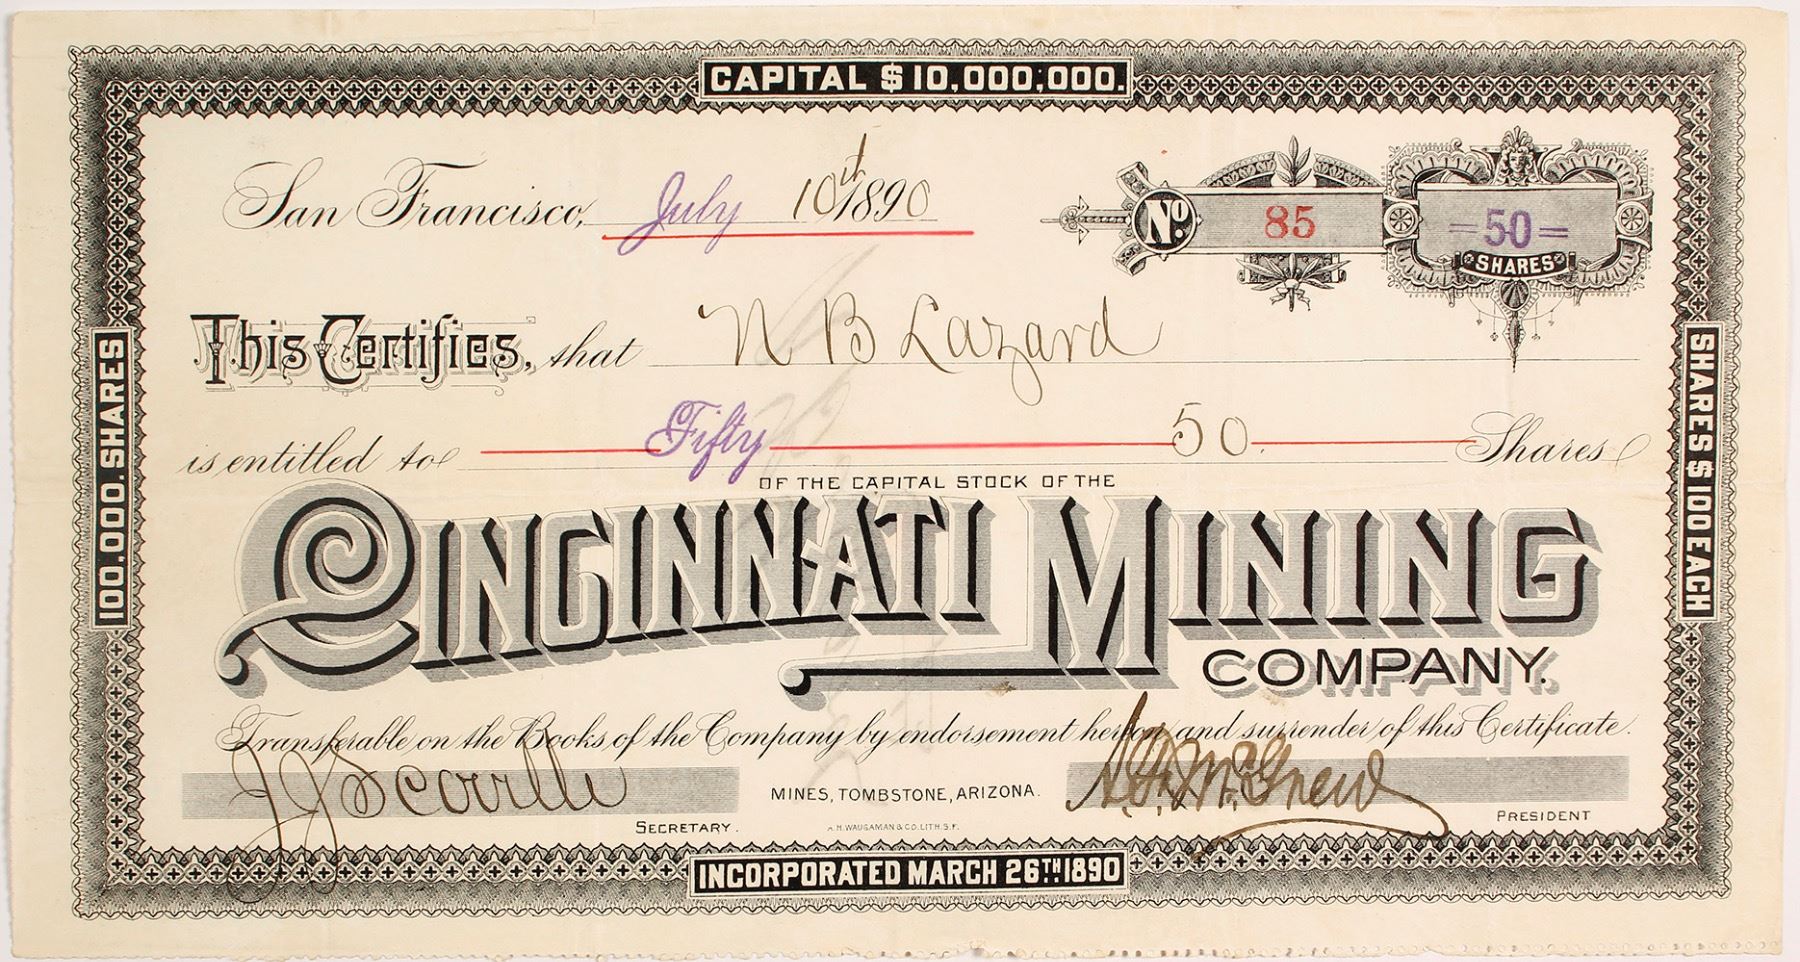 CAPITAL $10,000,000.
San Francisco, July 10th 1890
No. 85
=50=
SHARES
This Certifies, that N B Lazard
is entitled to Fifty 50 Shares
OF THE CAPITAL STOCK OF THE
CINCINNATI MINING
COMPANY.
Transferable on the Books of the Company by endorsement hereon and surrender of this Certificate.
MINES, TOMBSTONE, ARIZONA.
SECRETARY.
A.H. WAUGAMAN & CO. LITH. S.F.
PRESIDENT
INCORPORATED MARCH 26TH 1890
100.000. SHARES
SHARES $100 EACH